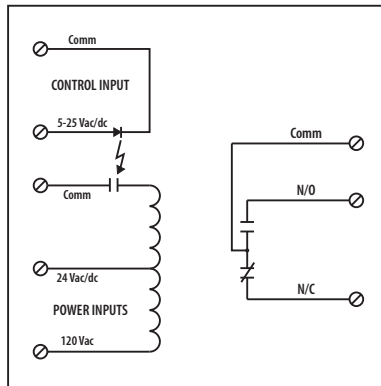 Comm
CONTROL INPUT
5-25 Vac/dc
Comm
24 Vac/dc
POWER INPUTS
120 Vac
Comm
N/O
N/C